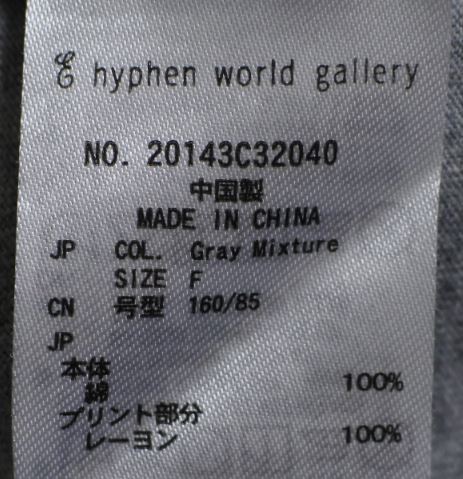 E hyphen world gallery
NO. 20143C32040
中国製
MADE IN CHINA
JP COL. Gray Mixture
SIZE F
CN 号型 160/85
JP
本体
綿 100%
プリント部分
レーヨン 100%